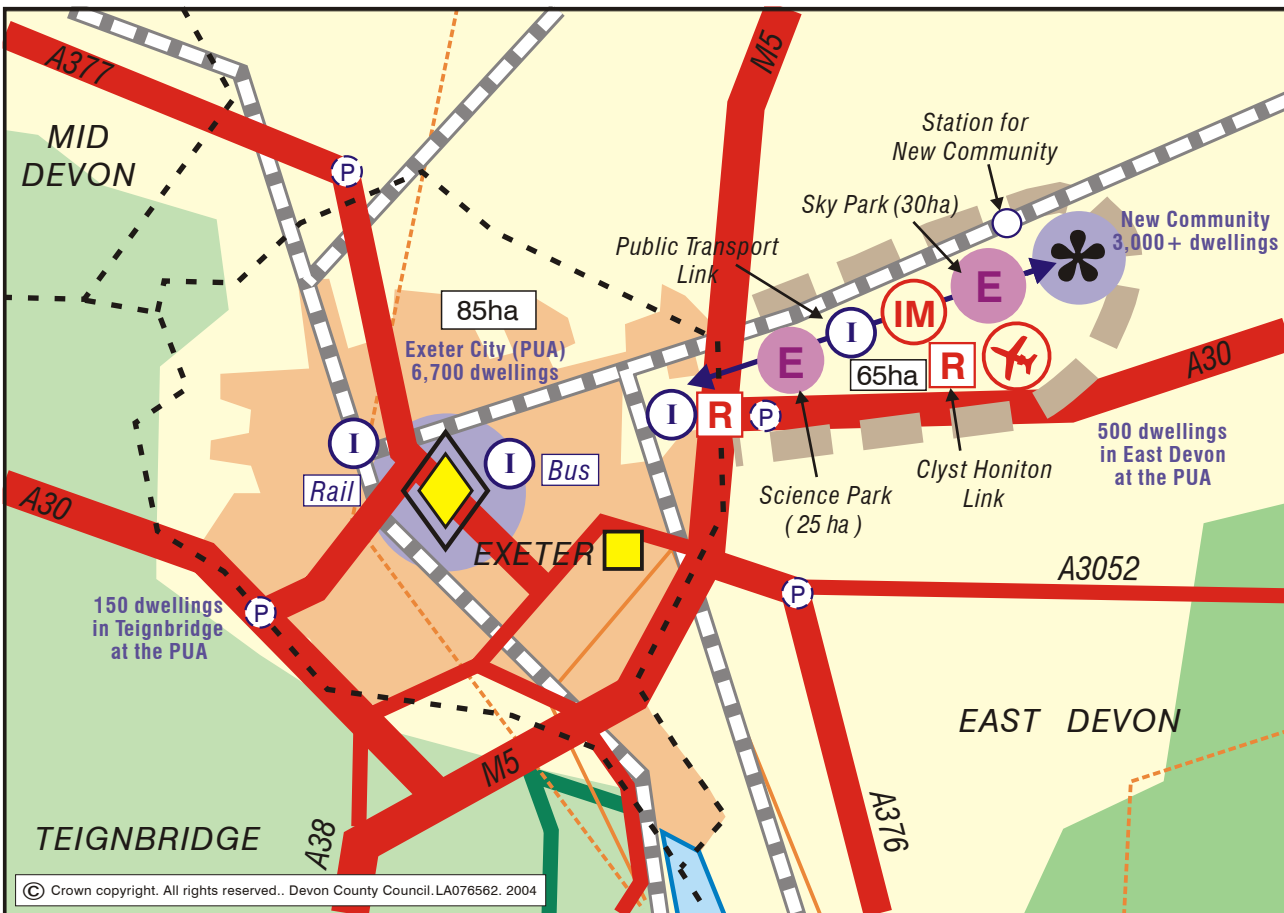 A377
M5
MID
DEVON
P
Station for
New Community
Sky Park (30ha)
New Community
3,000+ dwellings
Public Transport
Link
E
IM
I
85ha
Exeter City (PUA)
6,700 dwellings
E
65ha
R
A30
I
R
P
I
Rail
I
Bus
500 dwellings
in East Devon
at the PUA
Science Park
( 25 ha )
Clyst Honiton
Link
A30
EXETER
A3052
P
P
150 dwellings
in Teignbridge
at the PUA
EAST DEVON
M5
A38
A376
TEIGNBRIDGE
© Crown copyright. All rights reserved.. Devon County Council.LA076562. 2004